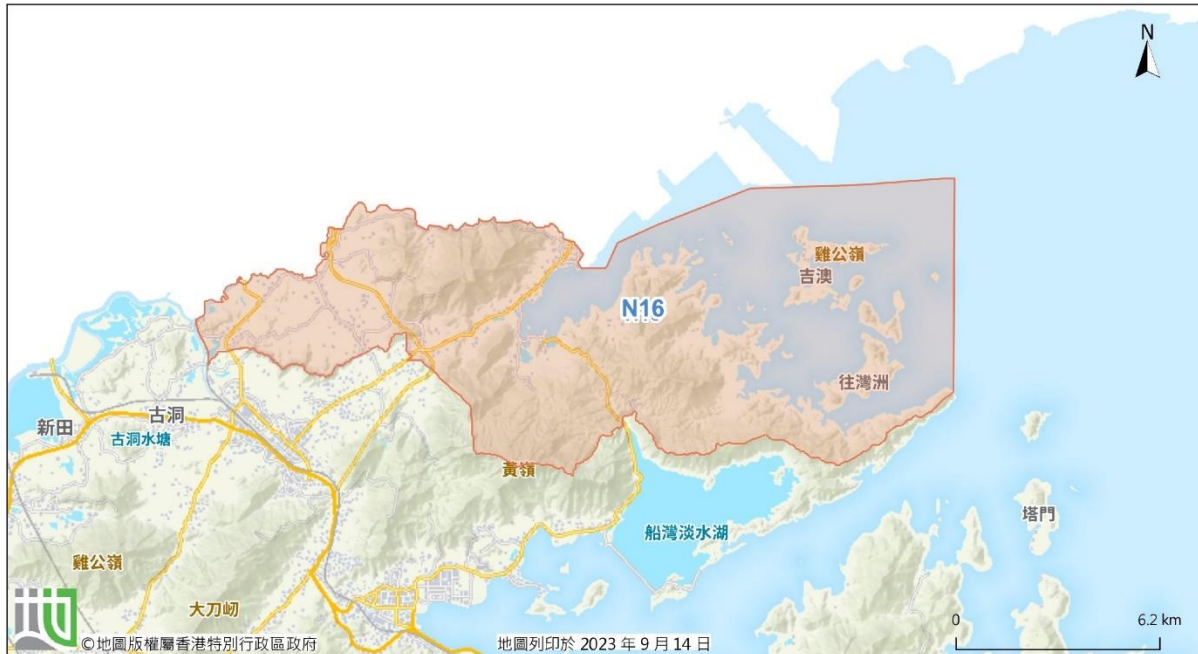 N
雞公嶺
吉澳
N16
往灣洲
新田
古洞
古洞水塘
黃嶺
船灣淡水湖
塔門
雞公嶺
大刀屻
0
6.2 km
©地圖版權屬香港特別行政區政府
地圖列印於 2023 年 9 月 14 日